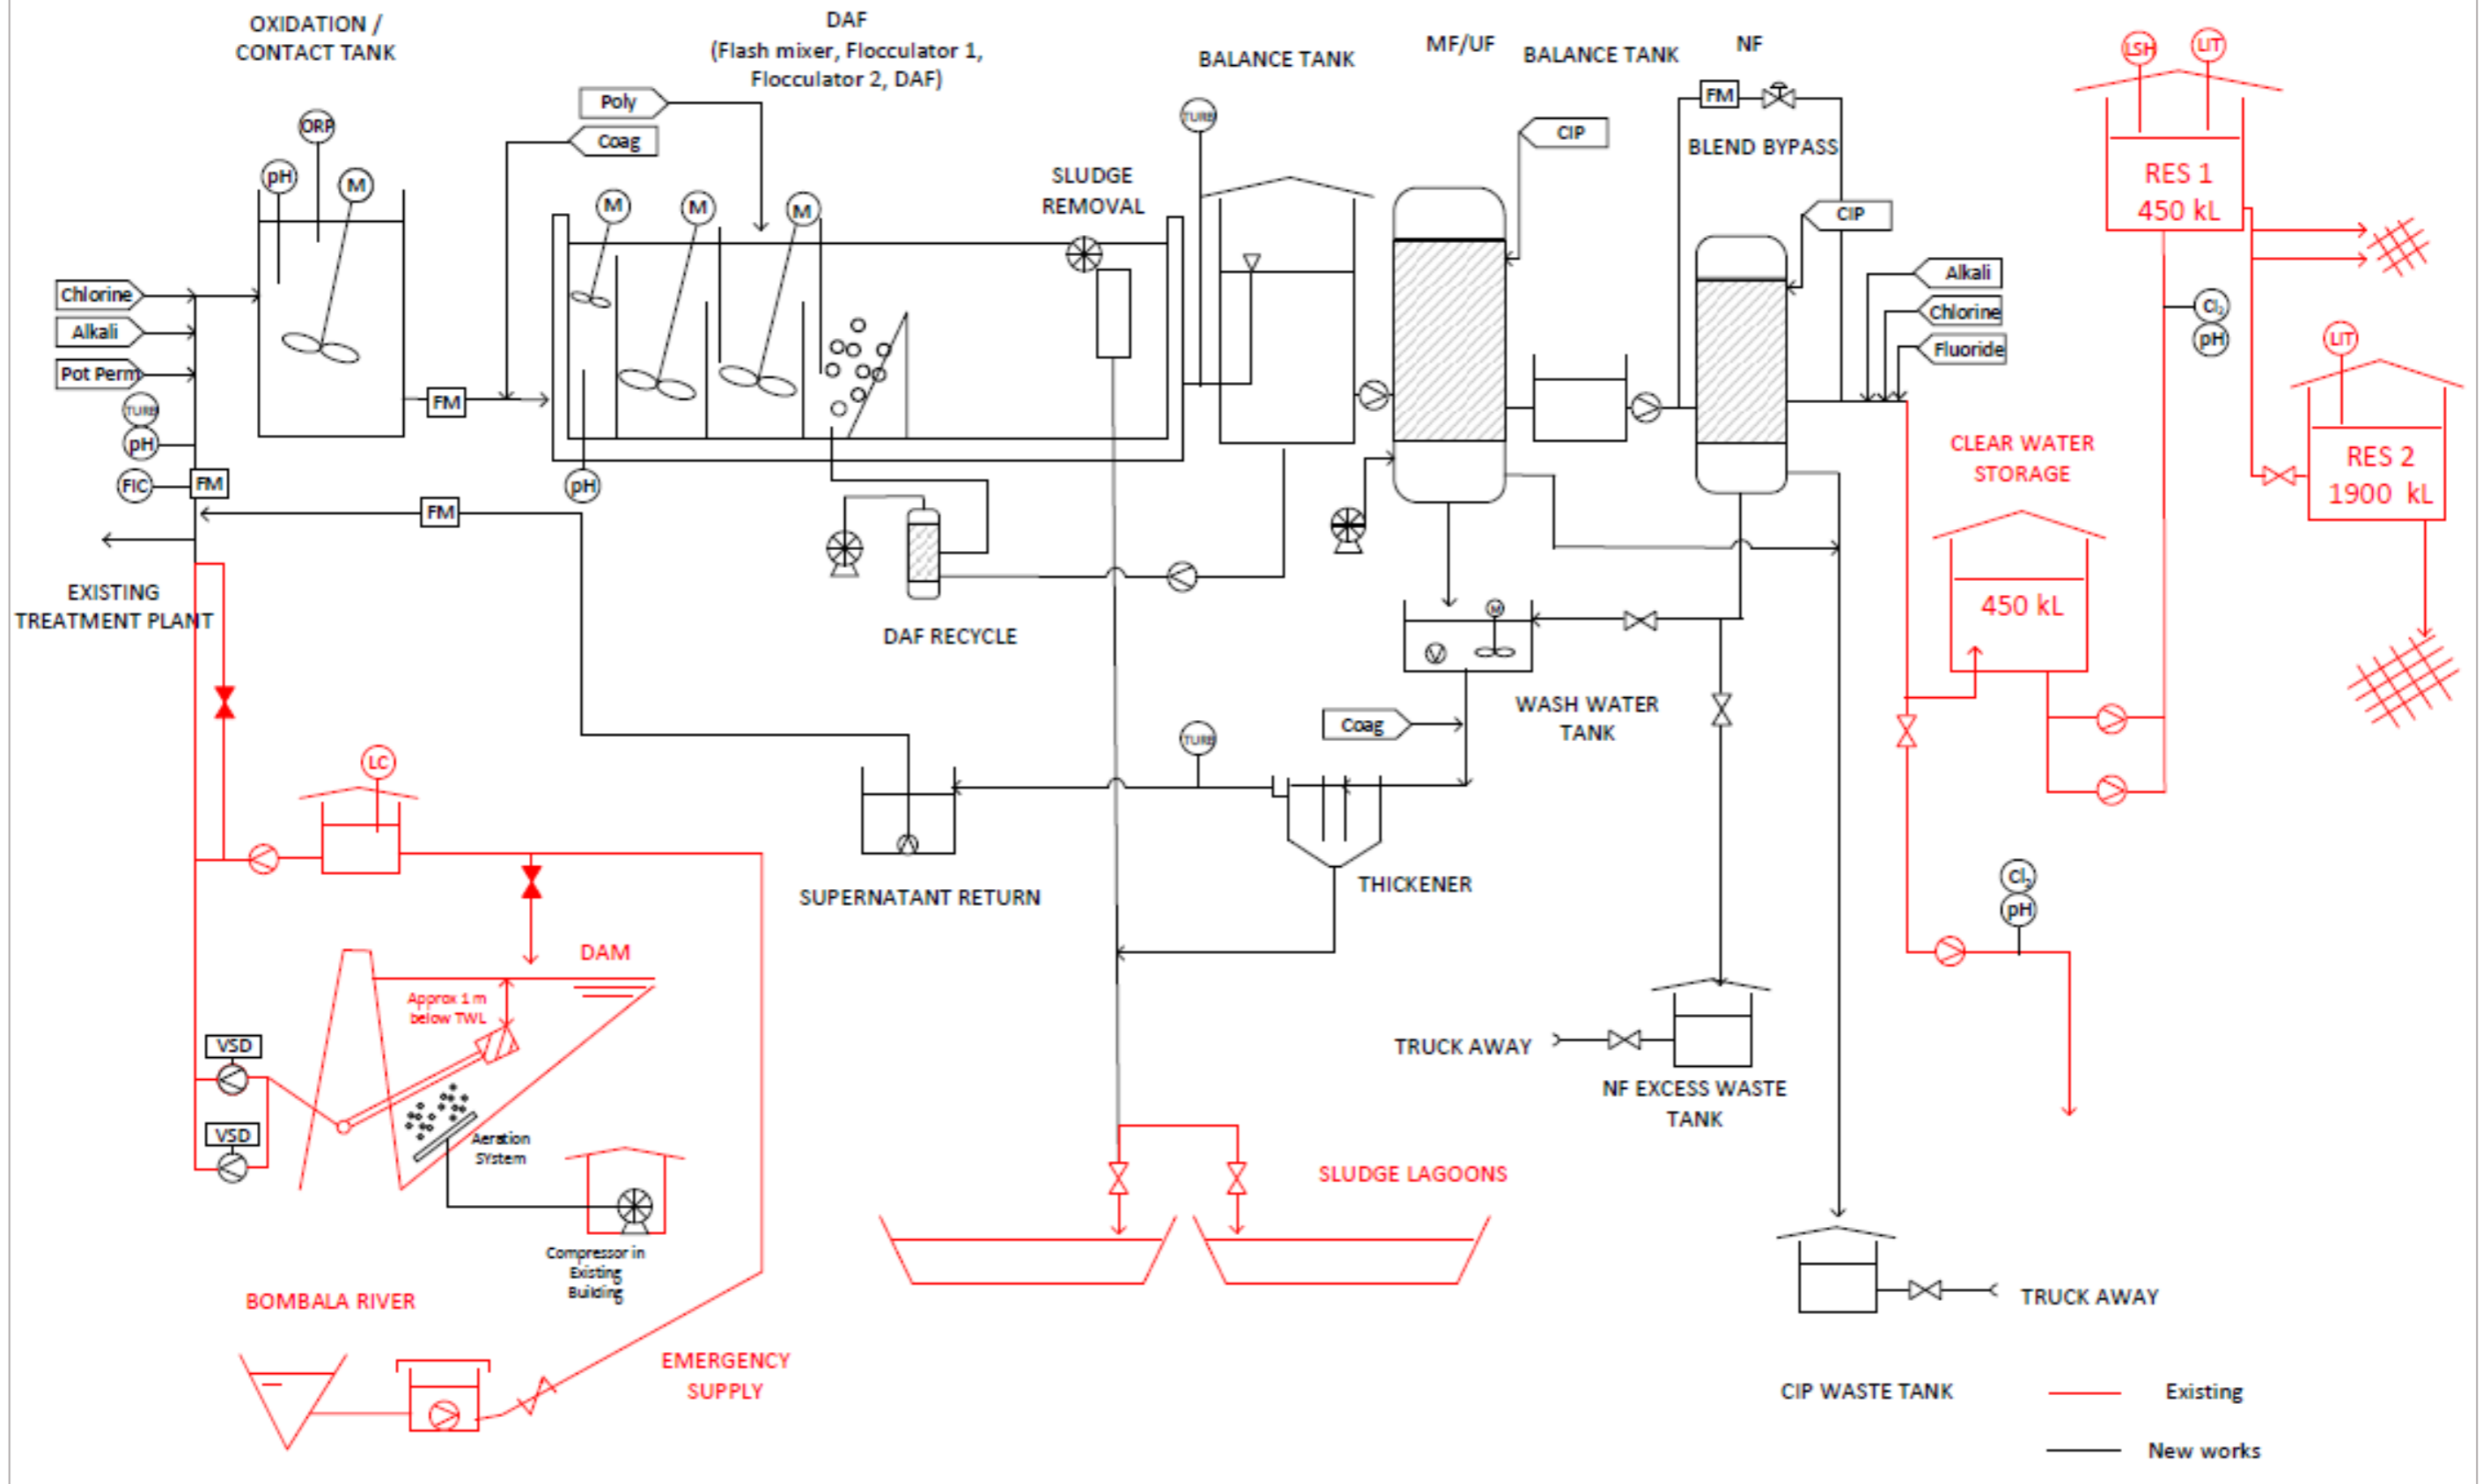 OXIDATION /
CONTACT TANK
DAF
(Flash mixer, Flocculator 1,
Flocculator 2, DAF)
BALANCE TANK
MF/UF
BALANCE TANK
NF
LSH
LIT
Poly
Coag
ORP
pH
M
M
M
M
SLUDGE
REMOVAL
TURB
CIP
FM
BLEND BYPASS
CIP
RES 1
450 kL
Chlorine
Alkali
Pot Perm
TURB
pH
FIC
FM
FM
FM
pH
Alkali
Chlorine
Fluoride
Cl2
pH
LIT
RES 2
1900 kL
CLEAR WATER
STORAGE
450 kL
EXISTING
TREATMENT PLANT
DAF RECYCLE
M
V
WASH WATER
TANK
Coag
TURB
THICKENER
SUPERNATANT RETURN
LC
DAM
Approx 1 m
below TWL
VSD
VSD
Aeration
SYstem
Compressor in
Existing
Building
Cl2
pH
TRUCK AWAY
NF EXCESS WASTE
TANK
SLUDGE LAGOONS
BOMBALA RIVER
EMERGENCY
SUPPLY
TRUCK AWAY
CIP WASTE TANK
Existing
New works